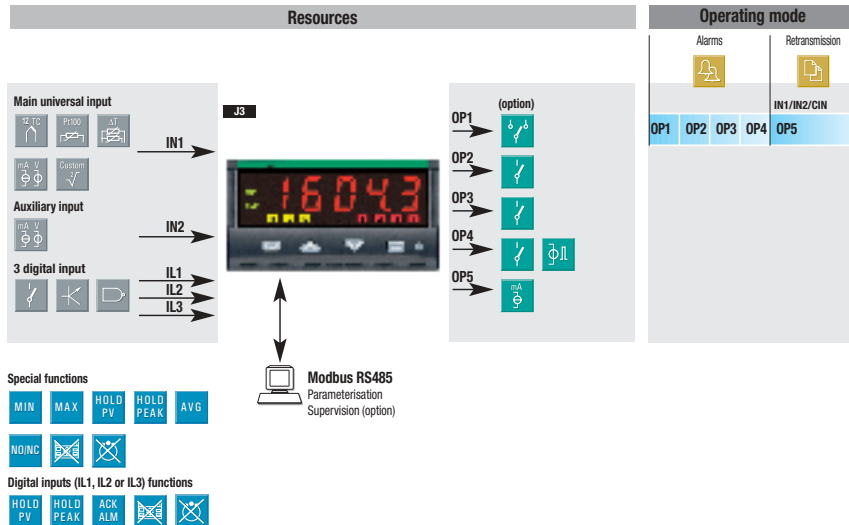 Resources
Operating mode
Alarms
Retransmission
IN1/IN2/CIN
OP1 OP2 OP3 OP4 OP5
Main universal input
12 TC
Pt100
ΔT
mA V
Custom
IN1
Auxiliary input
mA V
IN2
3 digital input
IL1
IL2
IL3
J3
16043
(option)
OP1
OP2
OP3
OP4
OP5
mA
Modbus RS485
Parameterisation
Supervision (option)
Special functions
MIN
MAX
HOLD PV
HOLD PEAK
AVG
NO/NC
Digital inputs (IL1, IL2 or IL3) functions
HOLD PV
HOLD PEAK
ACK ALM